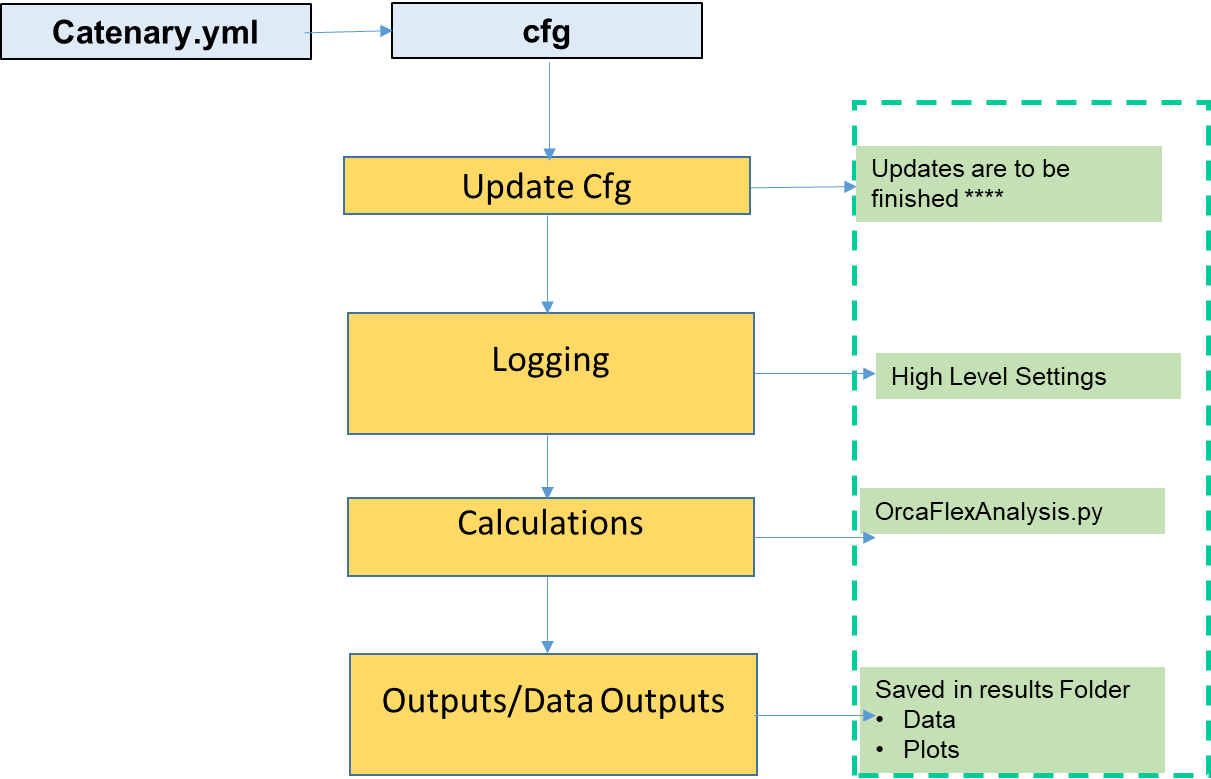 Catenary.yml
cfg
Update Cfg
Updates are to be
finished ****
Logging
High Level Settings
Calculations
OrcaFlexAnalysis.py
Outputs/Data Outputs
Saved in results Folder
• Data
• Plots